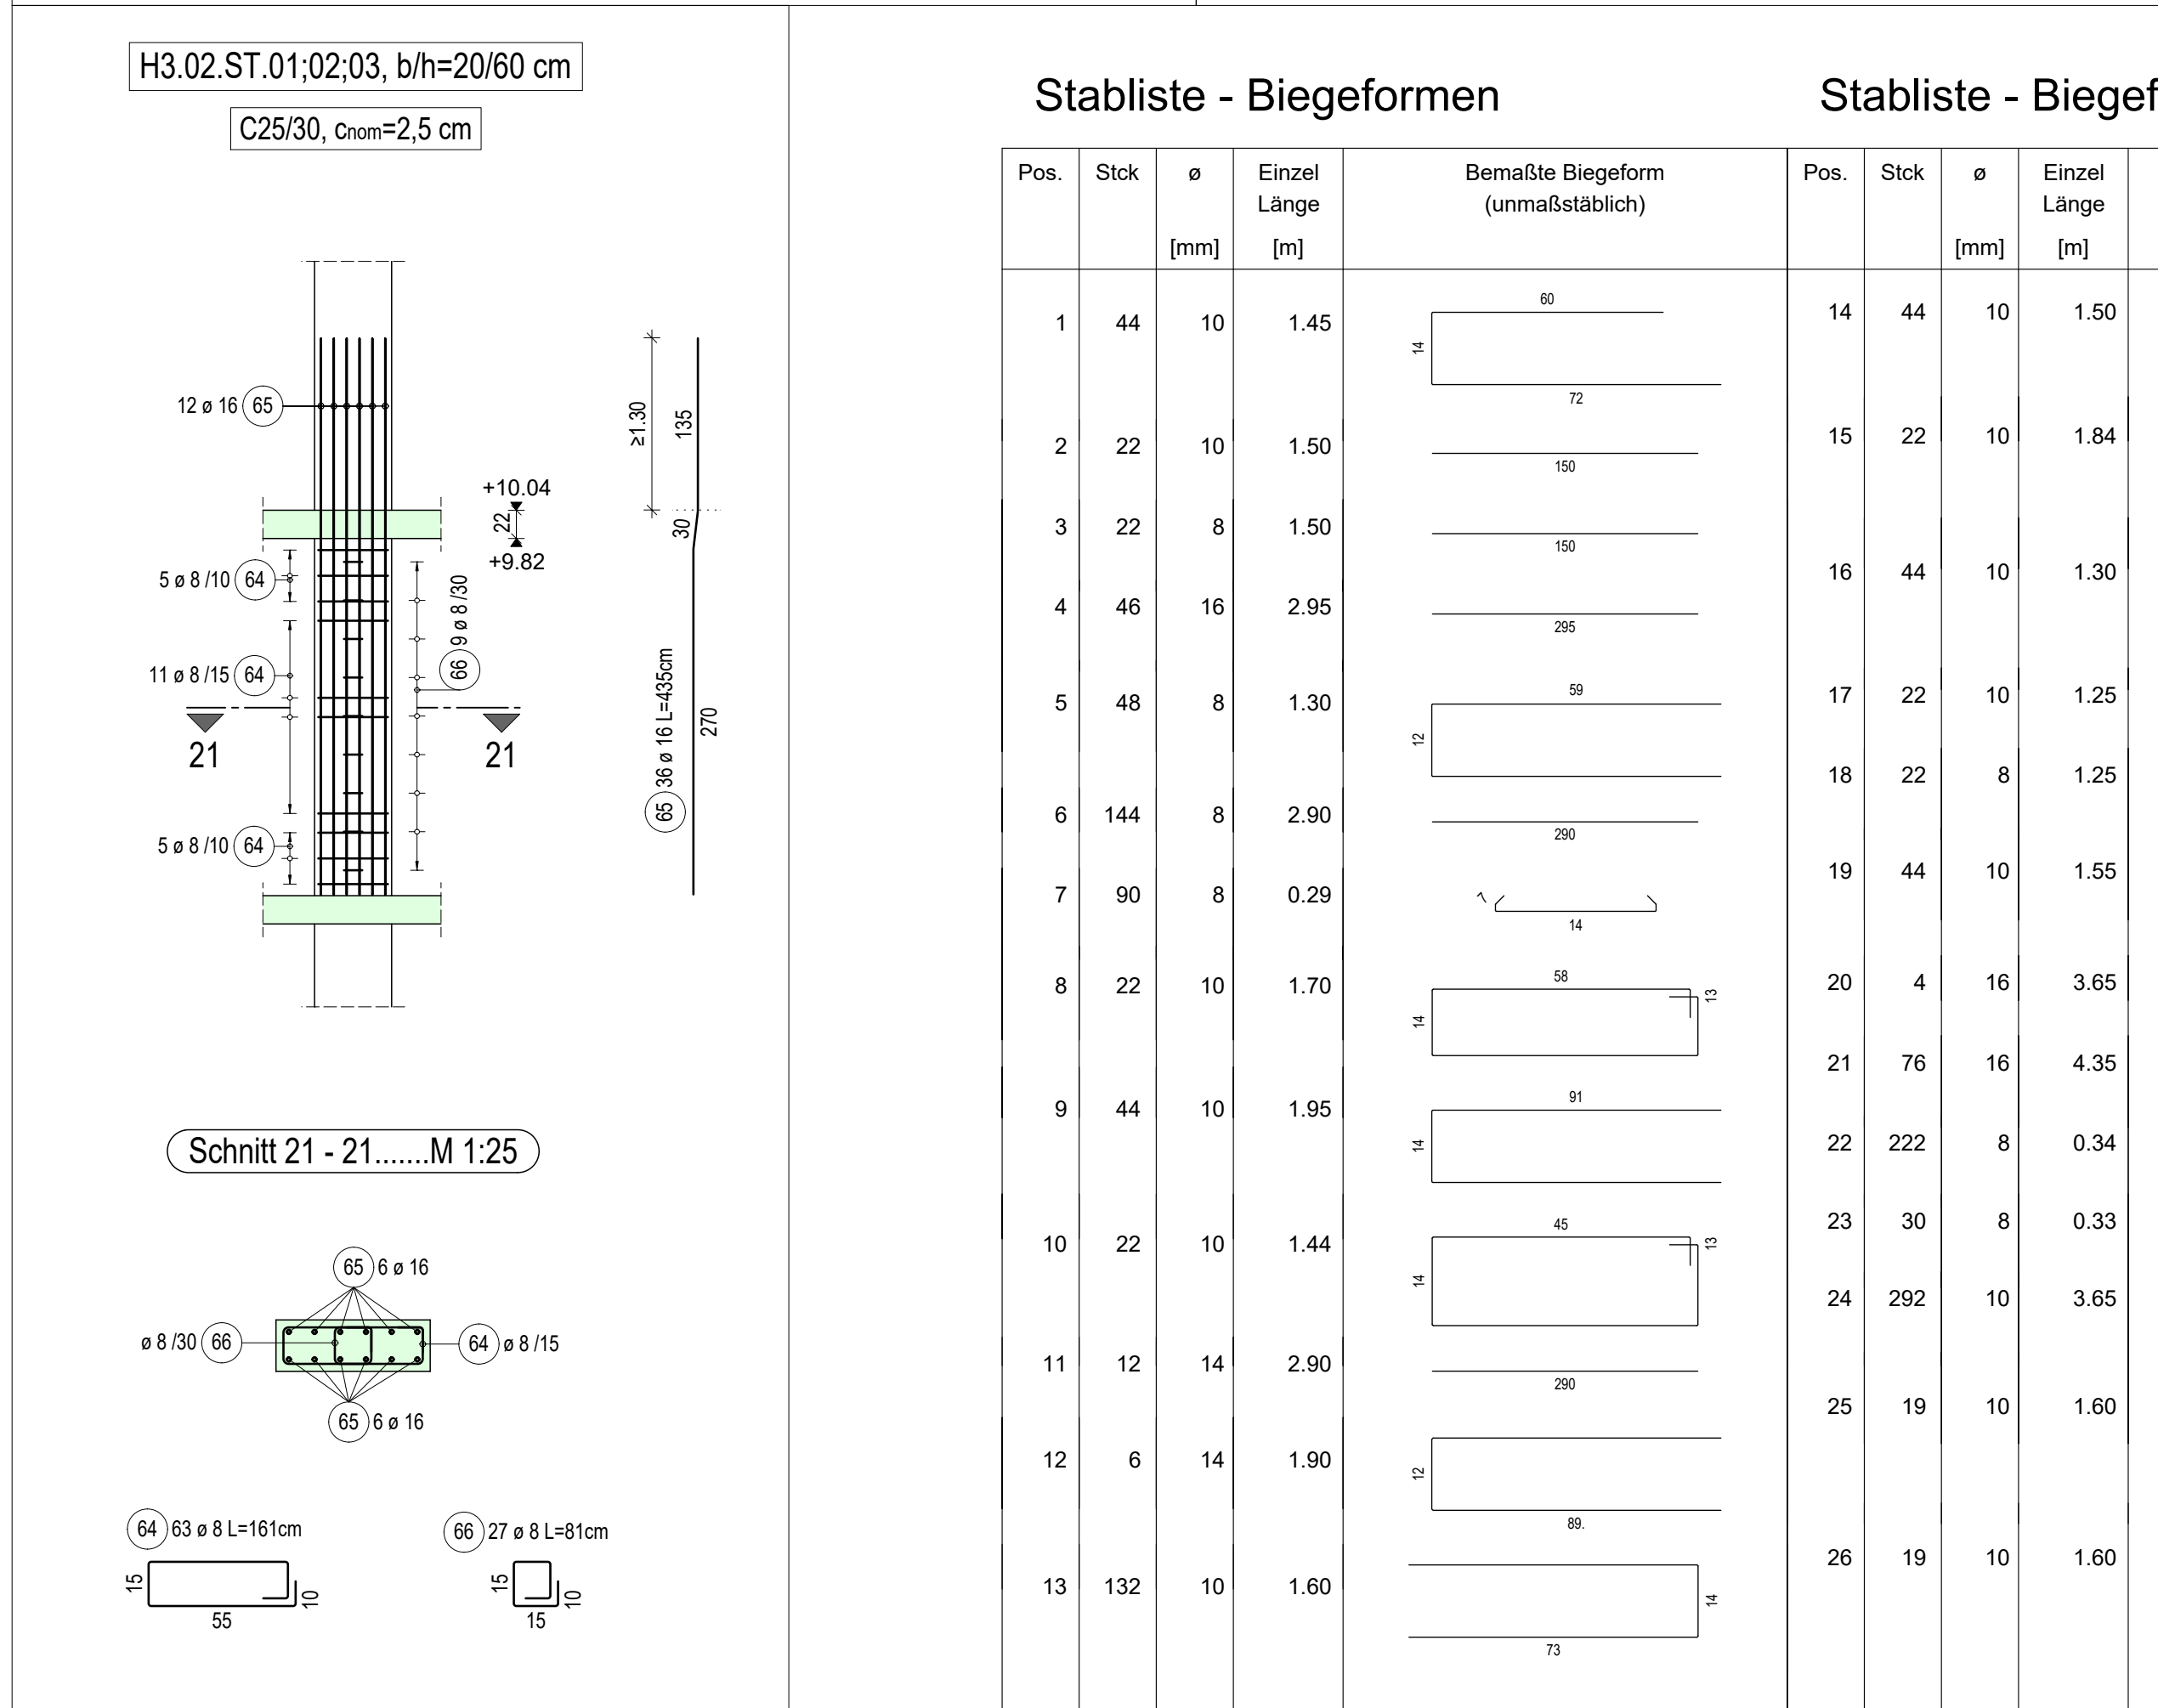 H3.02.ST.01;02;03, b/h=20/60 cm
C25/30, cnom=2,5 cm
12 ø 16 65
≥1.30
135
+10.04
22
+9.82
30
5 ø 8 /10 64
66 9 ø 8 /30
11 ø 8 /15 64
21 21
65 36 ø 16 L=435cm
270
5 ø 8 /10 64
Schnitt 21 - 21.......M 1:25
65 6 ø 16
ø 8 /30 66
64 ø 8 /15
65 6 ø 16
64 63 ø 8 L=161cm
15
10
55
66 27 ø 8 L=81cm
15
10
15
Stabliste - Biegeformen
Pos. Stck ø Einzel Bemaßte Biegeform
Länge (unmaßstäblich)
[mm] [m]
60
1 44 10 1.45
14
72
2 22 10 1.50
150
3 22 8 1.50
150
4 46 16 2.95
295
59
5 48 8 1.30
12
6 144 8 2.90
290
7 90 8 0.29
7
14
58
8 22 10 1.70
13
14
91
9 44 10 1.95
14
45
10 22 10 1.44
13
14
11 12 14 2.90
290
12 6 14 1.90
12
89.
13 132 10 1.60
14
73
Stabliste - Biegef
Pos. Stck ø Einzel
Länge
[mm] [m]
14 44 10 1.50
15 22 10 1.84
16 44 10 1.30
17 22 10 1.25
18 22 8 1.25
19 44 10 1.55
20 4 16 3.65
21 76 16 4.35
22 222 8 0.34
23 30 8 0.33
24 292 10 3.65
25 19 10 1.60
26 19 10 1.60